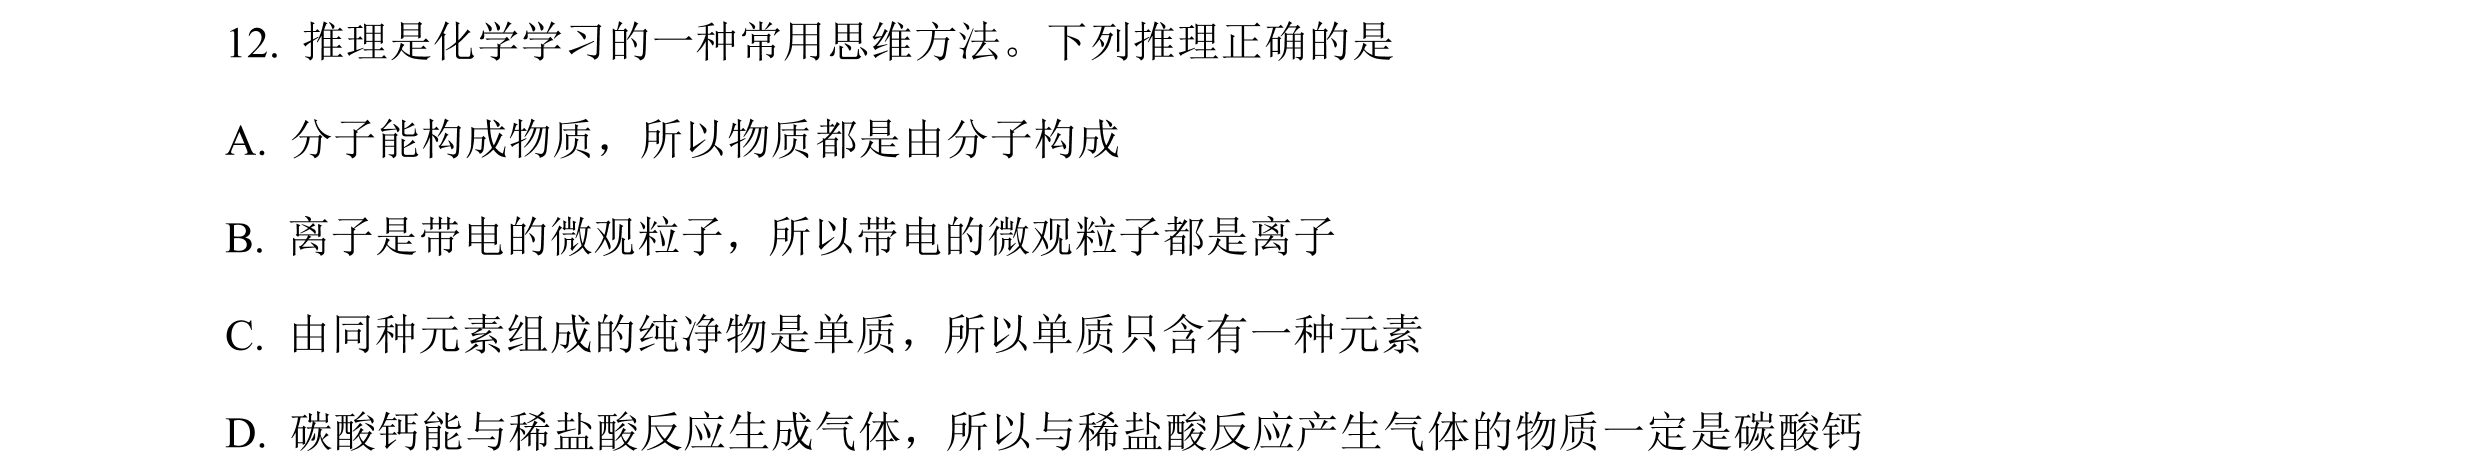 12. 推理是化学学习的一种常用思维方法。下列推理正确的是
A. 分子能构成物质，所以物质都是由分子构成
B. 离子是带电的微观粒子，所以带电的微观粒子都是离子
C. 由同种元素组成的纯净物是单质，所以单质只含有一种元素
D. 碳酸钙能与稀盐酸反应生成气体，所以与稀盐酸反应产生气体的物质一定是碳酸钙